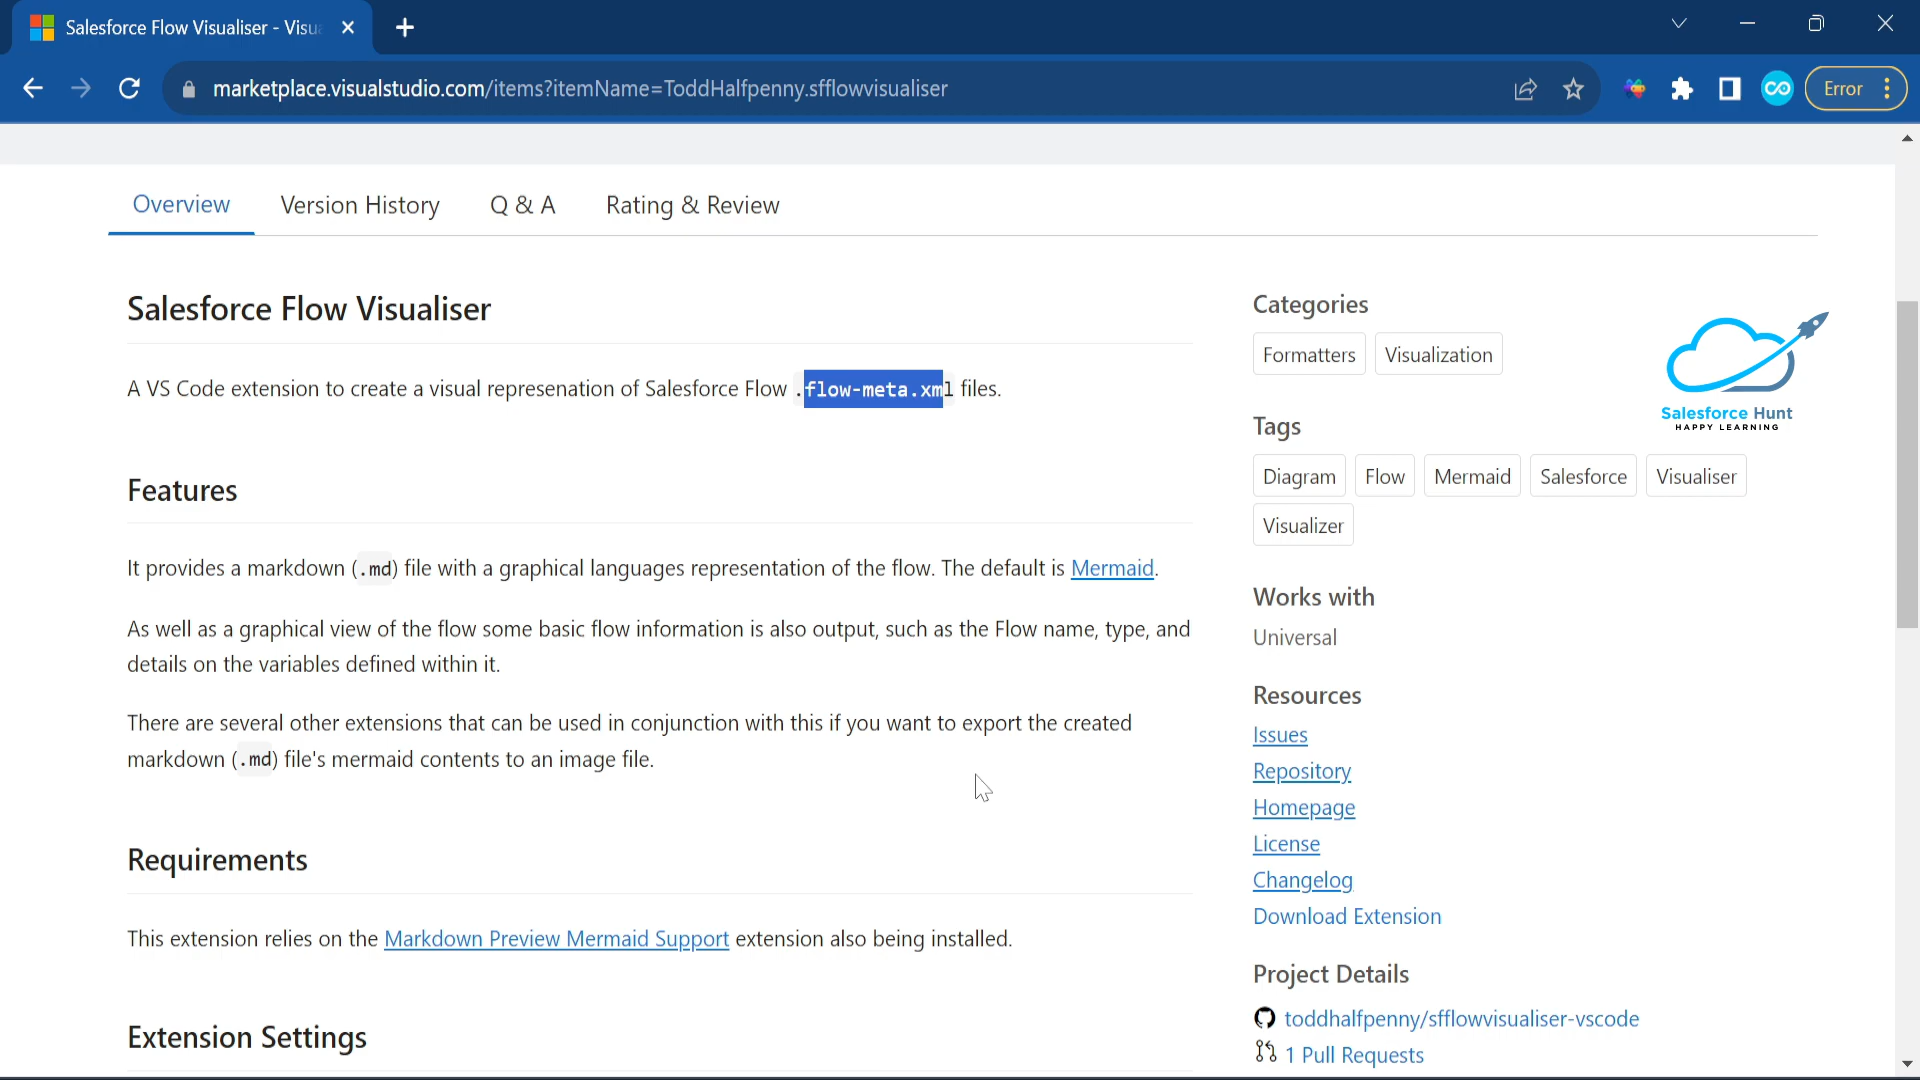 Salesforce Flow Visualiser - Visu
marketplace.visualstudio.com/items?itemName=ToddHalfpenny.sfflowvisualiser
Error
Overview
Version History
Q & A
Rating & Review
Salesforce Flow Visualiser
A VS Code extension to create a visual represenation of Salesforce Flow .flow-meta.xml files.
Features
It provides a markdown (.md) file with a graphical languages representation of the flow. The default is Mermaid.
As well as a graphical view of the flow some basic flow information is also output, such as the Flow name, type, and
details on the variables defined within it.
There are several other extensions that can be used in conjunction with this if you want to export the created
markdown (.md) file's mermaid contents to an image file.
Requirements
This extension relies on the Markdown Preview Mermaid Support extension also being installed.
Extension Settings
Categories
Formatters
Visualization
Salesforce Hunt
HAPPY LEARNING
Tags
Diagram
Flow
Mermaid
Salesforce
Visualiser
Visualizer
Works with
Universal
Resources
Issues
Repository
Homepage
License
Changelog
Download Extension
Project Details
toddhalfpenny/sfflowvisualiser-vscode
1 Pull Requests